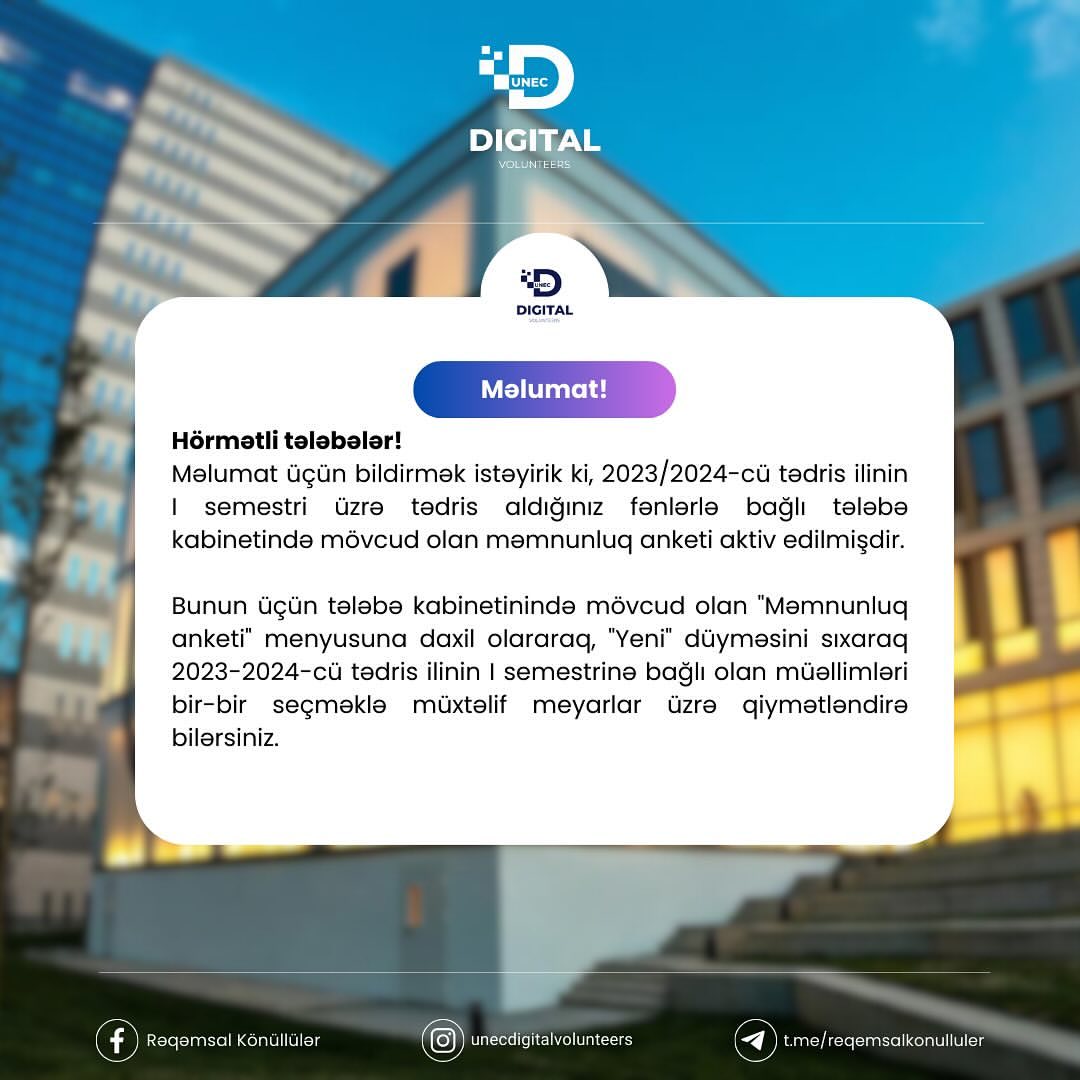 UNEC
DIGITAL
VOLUNTEERS
UNEC
DIGITAL
VOLUNTEERS
Məlumat!
Hörmətli tələbələr!
Məlumat üçün bildirmək istəyirik ki, 2023/2024-cü tədris ilinin
I semestri üzrə tədris aldığınız fənlərlə bağlı tələbə
kabinetində mövcud olan məmnunluq anketi aktiv edilmişdir.
Bunun üçün tələbə kabinetinində mövcud olan "Məmnunluq
anketi" menyusuna daxil olararaq, "Yeni" düyməsini sıxaraq
2023-2024-cü tədris ilinin I semestrinə bağlı olan müəllimləri
bir-bir seçməklə müxtəlif meyarlar üzrə qiymətləndirə
bilərsiniz.
Rəqəmsal Könüllülər
unecdigitalvolunteers
t.me/reqemsalkonulluler